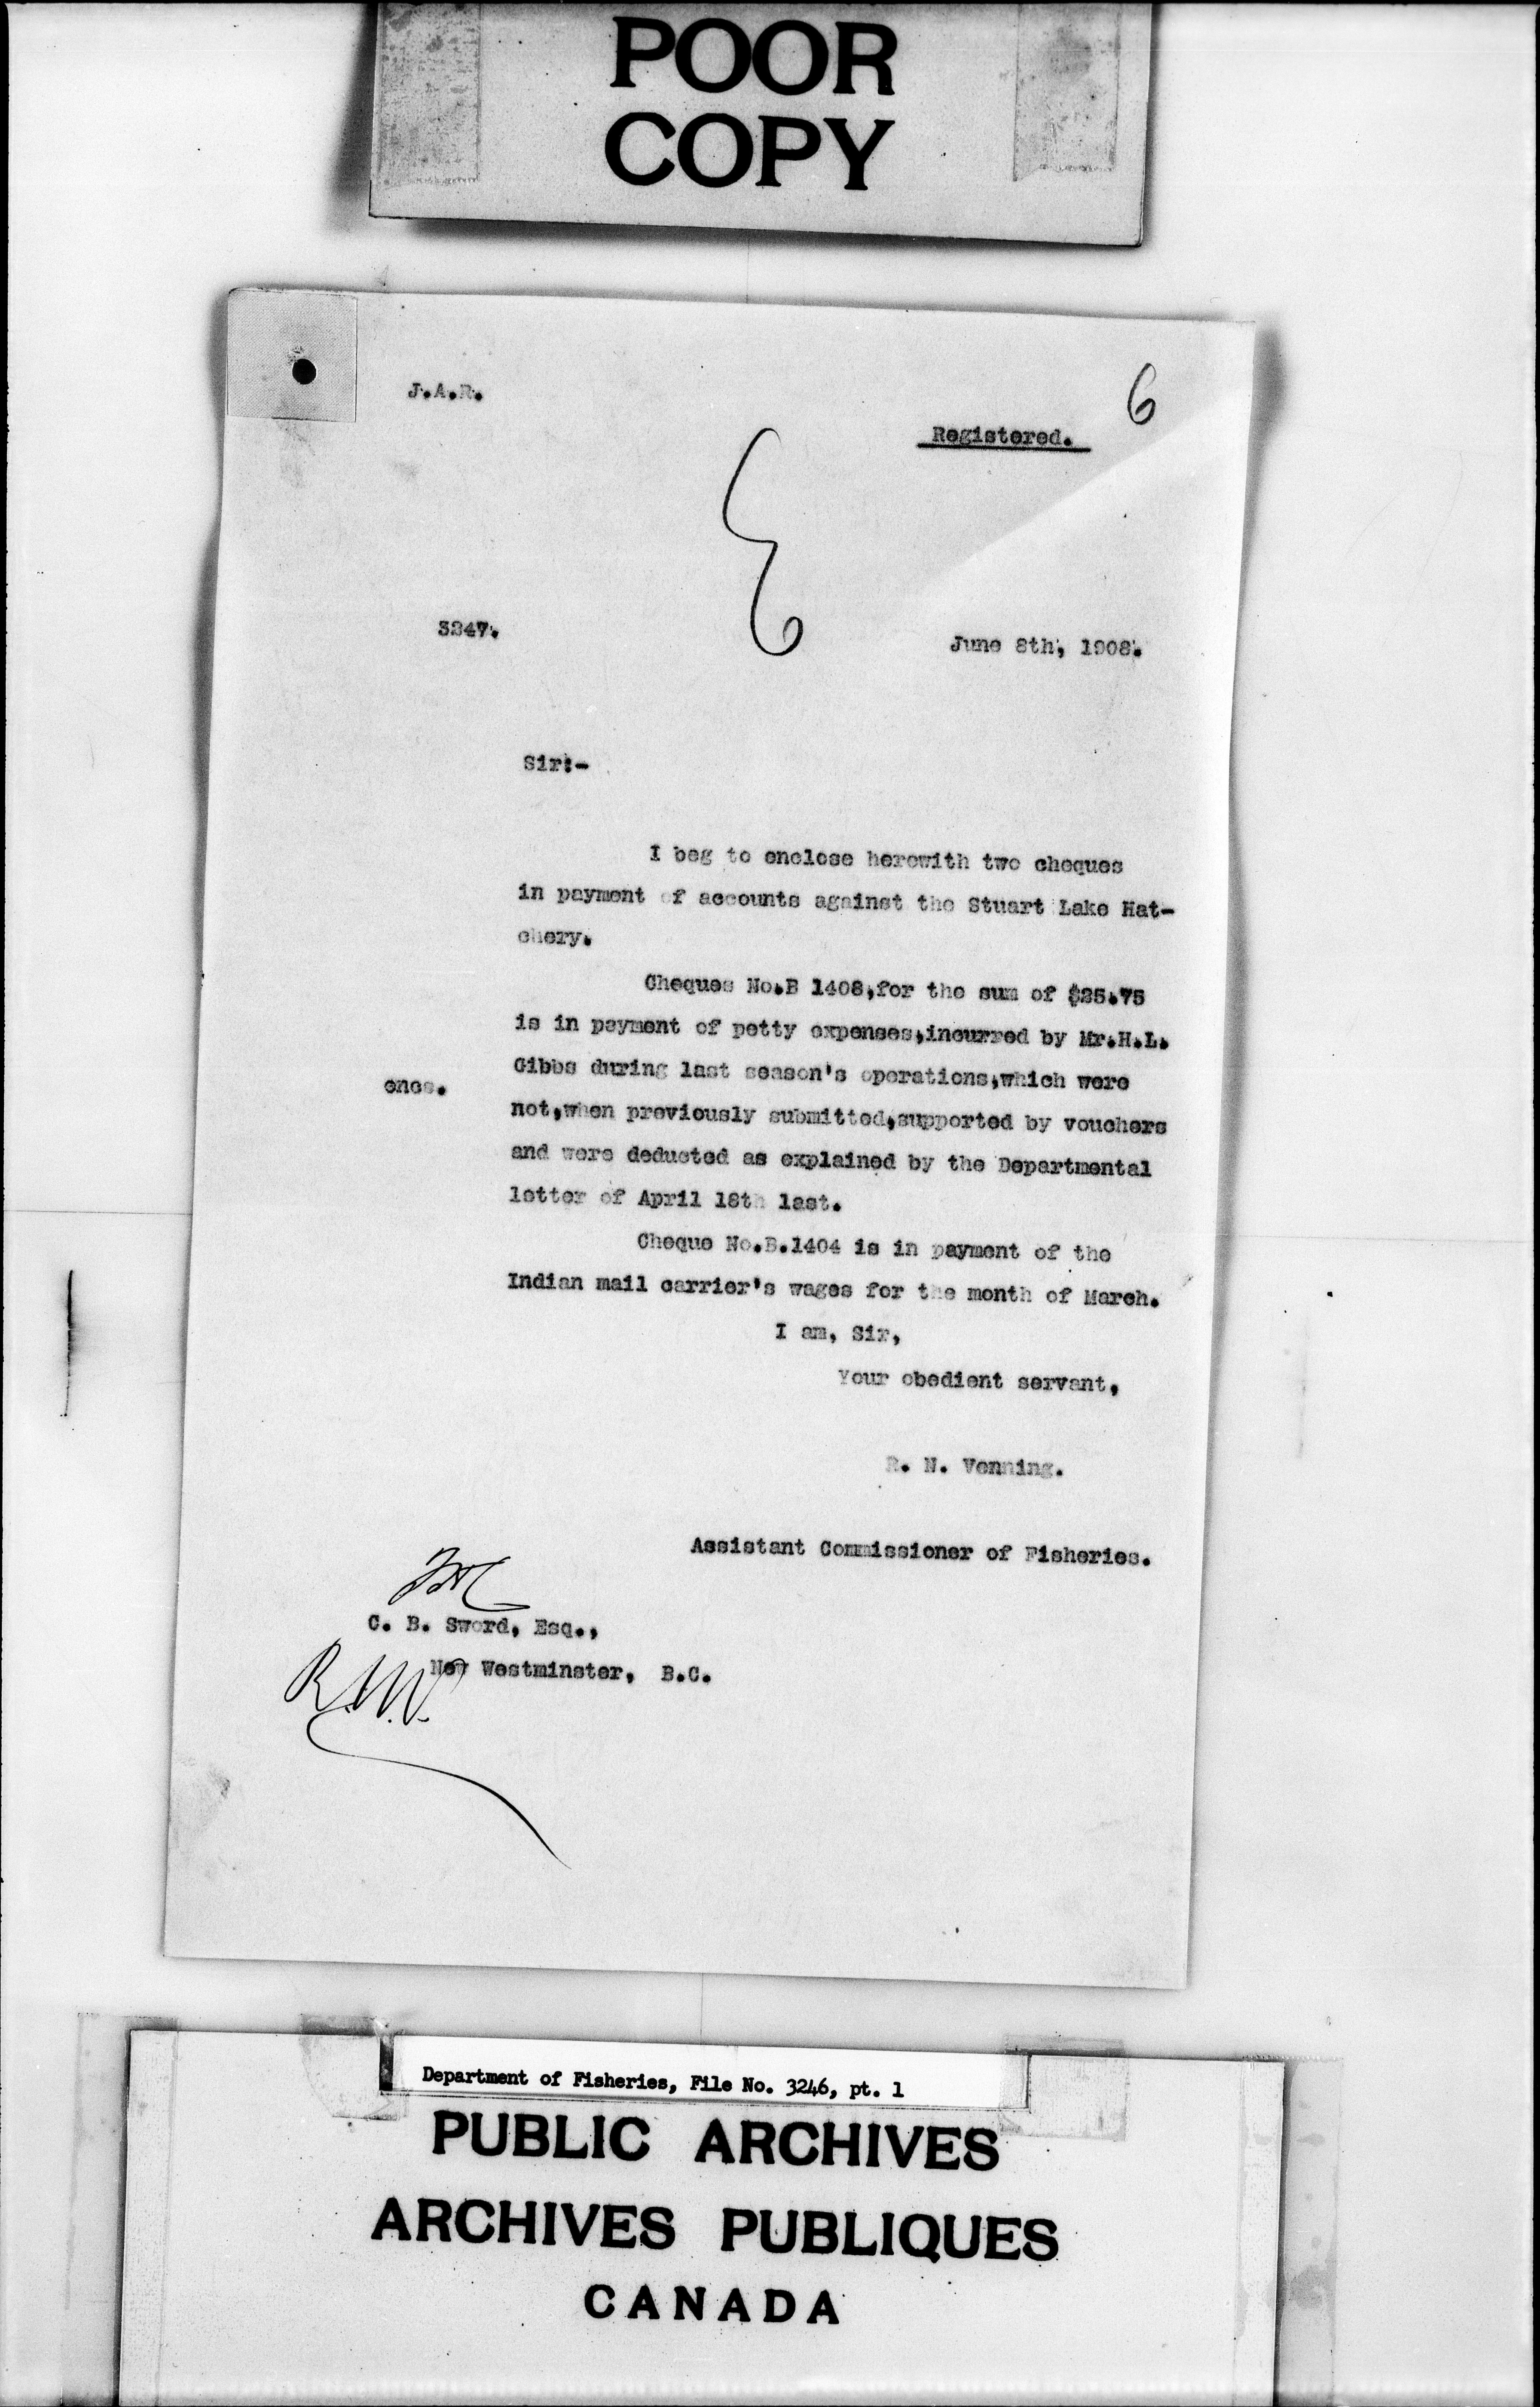 POOR
COPY
J.A.R.
6
Registered.
3247.
June 8th, 1908.
Sir:-
I beg to enclose herewith two cheques
in payment of accounts against the Stuart Lake Hat-
chery.
Cheques No.B 1408,for the sum of $25.75
is in payment of petty expenses,incurred by Mr.H.L.
Gibbs during last season's operations,which were
encs.
not,when previously submitted,supported by vouchers
and were deducted as explained by the Departmental
letter of April 18th last.
Cheque No.B.1404 is in payment of the
Indian mail carrier's wages for the month of March.
I am, Sir,
Your obedient servant,
R. N. Venning.
Assistant Commissioner of Fisheries.
C. B. Sword, Esq.,
New Westminster, B.C.
Department of Fisheries, File No. 3246, pt. 1
PUBLIC ARCHIVES
ARCHIVES PUBLIQUES
CANADA